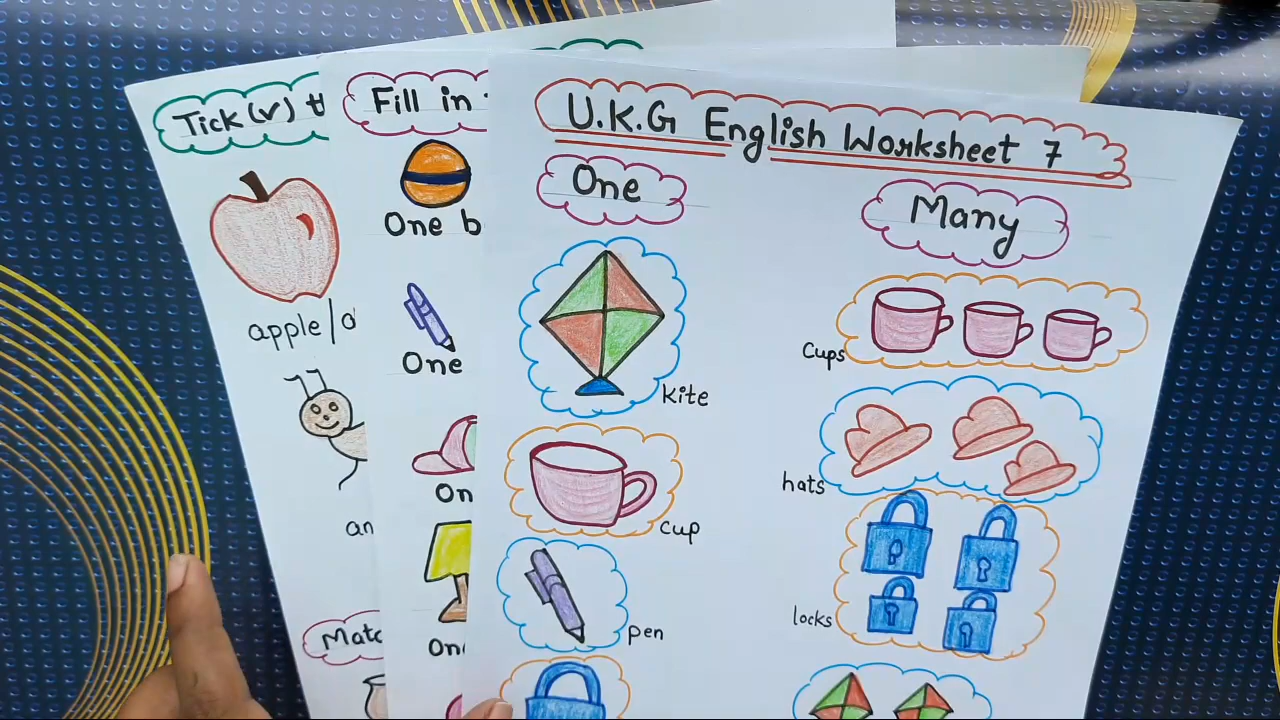 Tick (√) t
apple/a
an
Matc
Fill in
One b
One
On
On
U.K.G English Worksheet 7
One
Many
kite
Cups
cup
hats
pen
locks